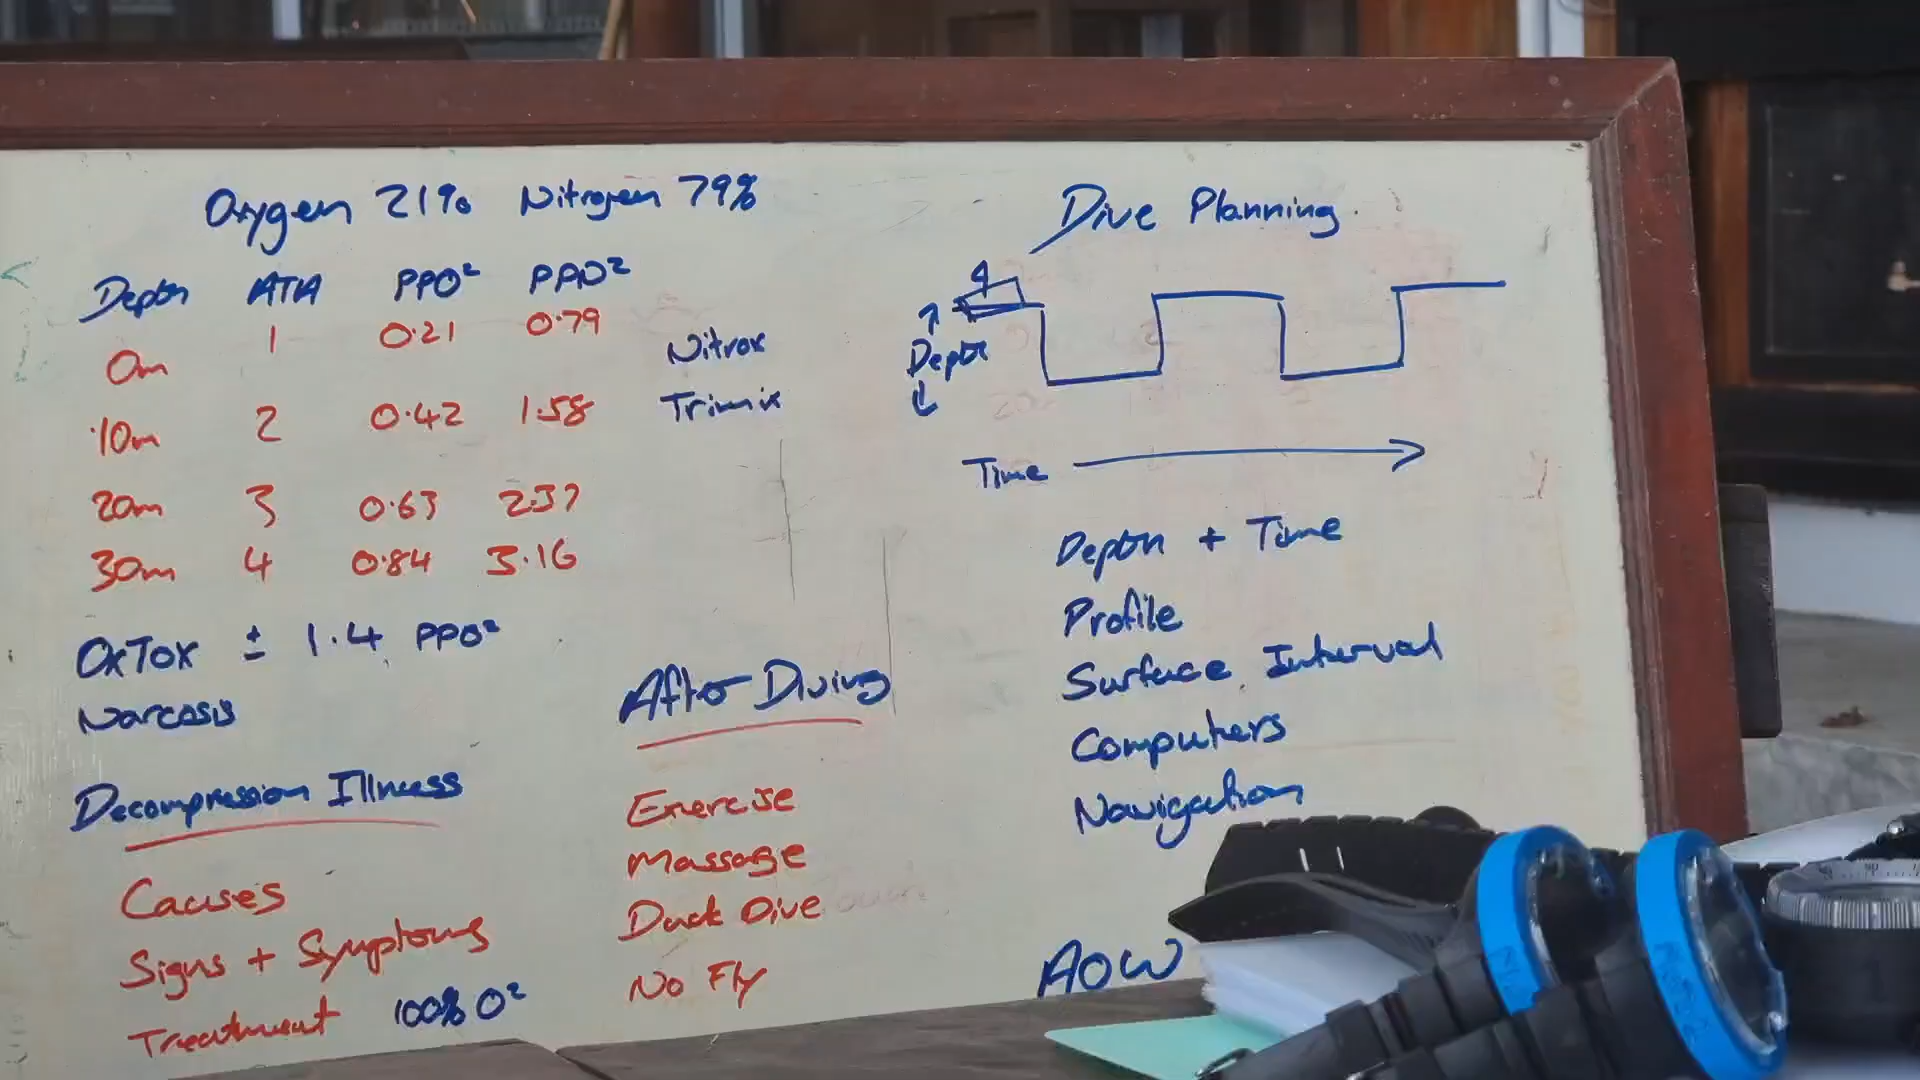 Oxygen 21% Nitrogen 79%
Depth ATA PPO² PPN²
0m 1 0.21 0.79
10m 2 0.42 1.58
20m 3 0.63 2.37
30m 4 0.84 3.16
Nitrox
Trimix
OxTox ± 1.4 PPO²
Narcosis
Decompression Illness
Causes
Signs + Symptoms
Treatment 100% O²
After Diving
Exercise
Massage
Duck Dive
No Fly
Dive Planning
Depth
Time
Depth + Time
Profile
Surface Interval
Computers
Navigation
AOW